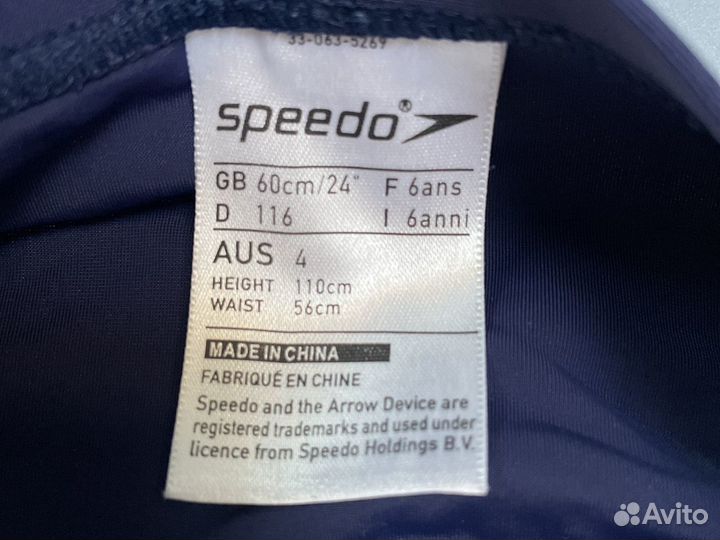 33-063-5269
speedo®
GB 60cm/24" F 6ans
D 116 I 6anni
AUS 4
HEIGHT 110cm
WAIST 56cm
MADE IN CHINA
FABRIQUÉ EN CHINE
Speedo and the Arrow Device are
registered trademarks and used under
licence from Speedo Holdings B.V.
Avito